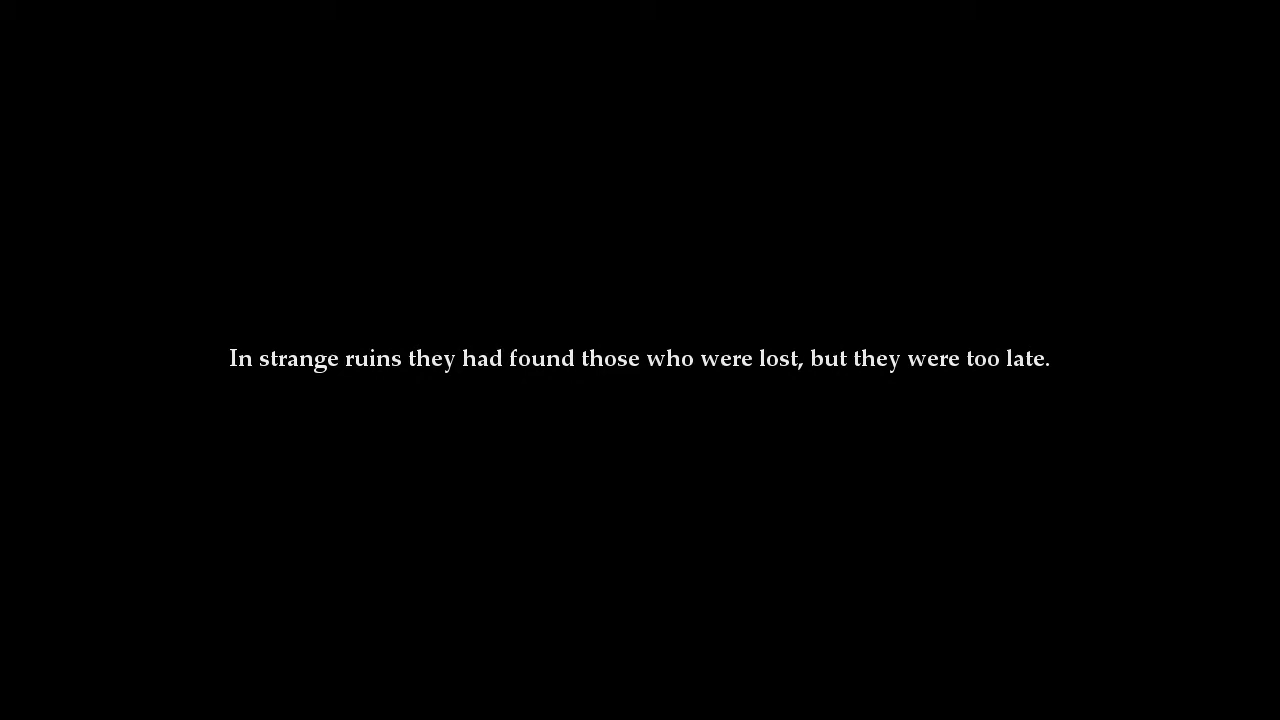 In strange ruins they had found those who were lost, but they were too late.